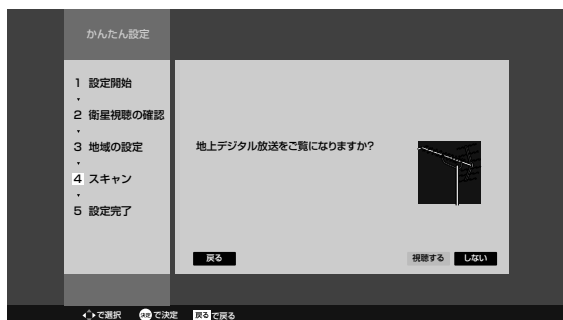 かんたん設定
1 設定開始
2 衛星視聴の確認
3 地域の設定
4 スキャン
5 設定完了
地上デジタル放送をご覧になりますか?
戻る
視聴する
しない
で選択 決定 で決定 戻る で戻る